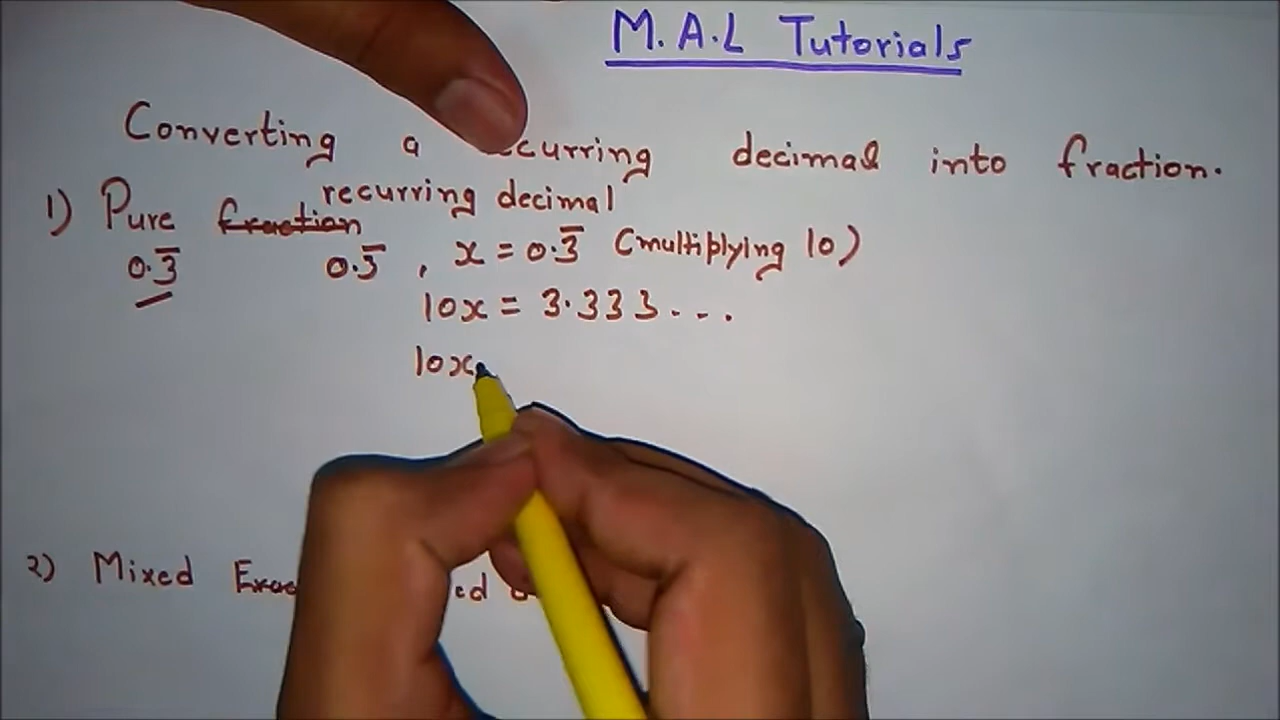 M.A.L Tutorials
Converting a curring decimal into fraction.
recurring decimal
1) Pure fraction
0.3̅ 0.3̅ , x = 0.3̅ (multiplying 10)
10x = 3.333...
10x
2) Mixed